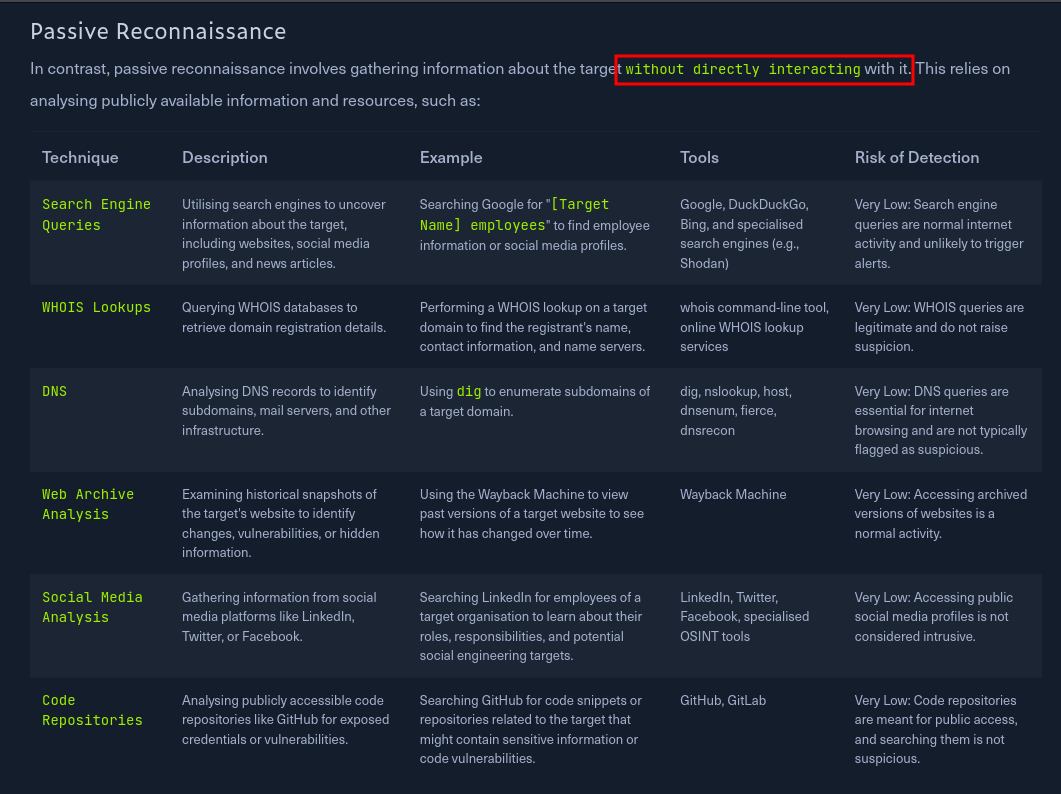 Passive Reconnaissance
In contrast, passive reconnaissance involves gathering information about the target without directly interacting with it. This relies on
analysing publicly available information and resources, such as:
Technique Description Example Tools Risk of Detection
Search Engine
Queries
Utilising search engines to uncover
information about the target,
including websites, social media
profiles, and news articles.
Searching Google for "[Target
Name] employees" to find employee
information or social media profiles.
Google, DuckDuckGo,
Bing, and specialised
search engines (e.g.,
Shodan)
Very Low: Search engine
queries are normal internet
activity and unlikely to trigger
alerts.
WHOIS Lookups
Querying WHOIS databases to
retrieve domain registration details.
Performing a WHOIS lookup on a target
domain to find the registrant's name,
contact information, and name servers.
whois command-line tool,
online WHOIS lookup
services
Very Low: WHOIS queries are
legitimate and do not raise
suspicion.
DNS
Analysing DNS records to identify
subdomains, mail servers, and other
infrastructure.
Using dig to enumerate subdomains of
a target domain.
dig, nslookup, host,
dnsenum, fierce,
dnsrecon
Very Low: DNS queries are
essential for internet
browsing and are not typically
flagged as suspicious.
Web Archive
Analysis
Examining historical snapshots of
the target's website to identify
changes, vulnerabilities, or hidden
information.
Using the Wayback Machine to view
past versions of a target website to see
how it has changed over time.
Wayback Machine
Very Low: Accessing archived
versions of websites is a
normal activity.
Social Media
Analysis
Gathering information from social
media platforms like LinkedIn,
Twitter, or Facebook.
Searching LinkedIn for employees of a
target organisation to learn about their
roles, responsibilities, and potential
social engineering targets.
LinkedIn, Twitter,
Facebook, specialised
OSINT tools
Very Low: Accessing public
social media profiles is not
considered intrusive.
Code
Repositories
Analysing publicly accessible code
repositories like GitHub for exposed
credentials or vulnerabilities.
Searching GitHub for code snippets or
repositories related to the target that
might contain sensitive information or
code vulnerabilities.
GitHub, GitLab
Very Low: Code repositories
are meant for public access,
and searching them is not
suspicious.